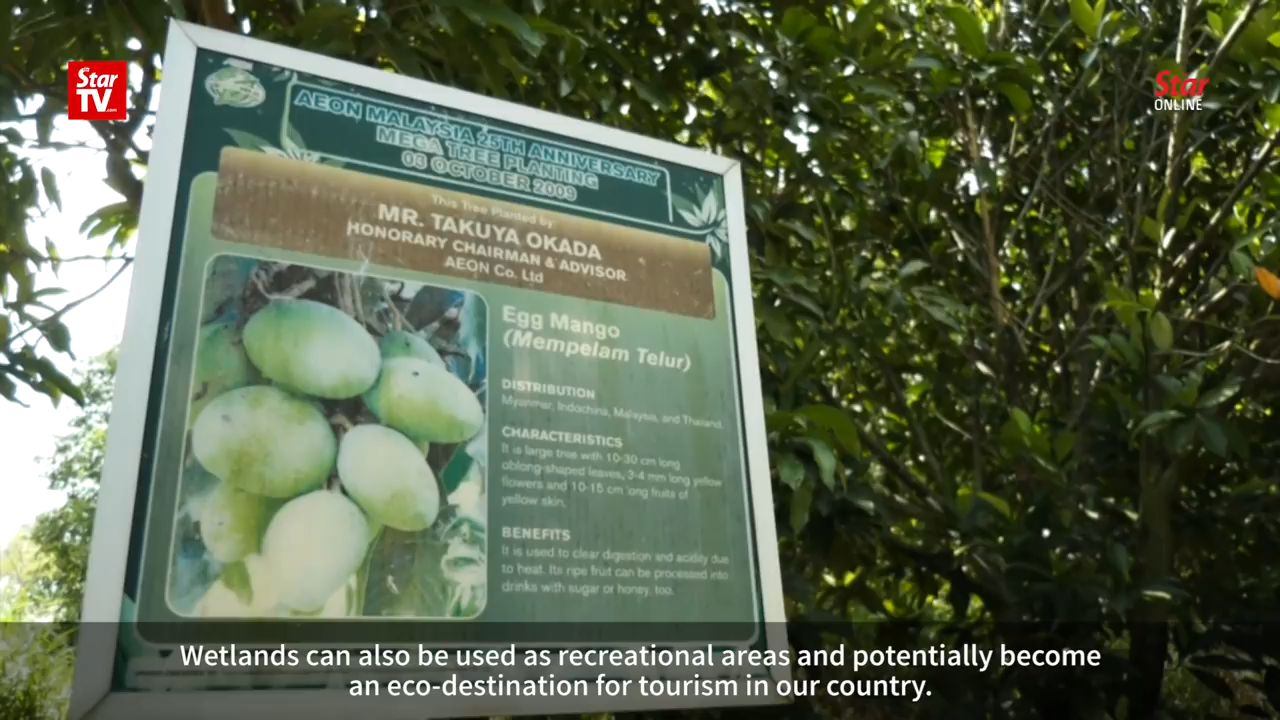 Star
TV.com
Star
ONLINE
AEON MALAYSIA 25TH ANNIVERSARY
MEGA TREE PLANTING
03 OCTOBER 2009
This Tree Planted by
MR. TAKUYA OKADA
HONORARY CHAIRMAN & ADVISOR
AEON Co. Ltd
Egg Mango
(Mempelam Telur)
DISTRIBUTION
Myanmar, Indochina, Malaysia, and Thailand.
CHARACTERISTICS
It is large tree with 10-30 cm long
oblong-shaped leaves, 3-4 mm long yellow
flowers and 10-15 cm long fruits of
yellow skin.
BENEFITS
It is used to clear digestion and acidity due
to heat. Its ripe fruit can be processed into
drinks with sugar or honey, too.
Wetlands can also be used as recreational areas and potentially become
an eco-destination for tourism in our country.